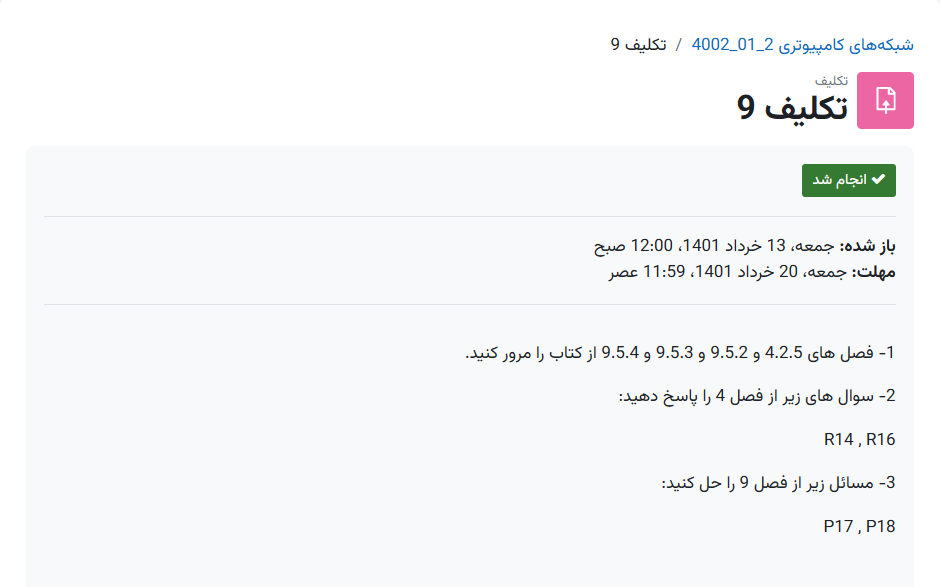 شبکه‌های کامپیوتری 2_01_4002 / تکلیف 9
تکلیف
تکلیف 9
انجام شد
باز شده: جمعه، 13 خرداد 1401، 12:00 صبح
مهلت: جمعه، 20 خرداد 1401، 11:59 عصر
1- فصل های 4.2.5 و 9.5.2 و 9.5.3 و 9.5.4 از کتاب را مرور کنید.
2- سوال های زیر از فصل 4 را پاسخ دهید:
R14 , R16
3- مسائل زیر از فصل 9 را حل کنید:
P17 , P18